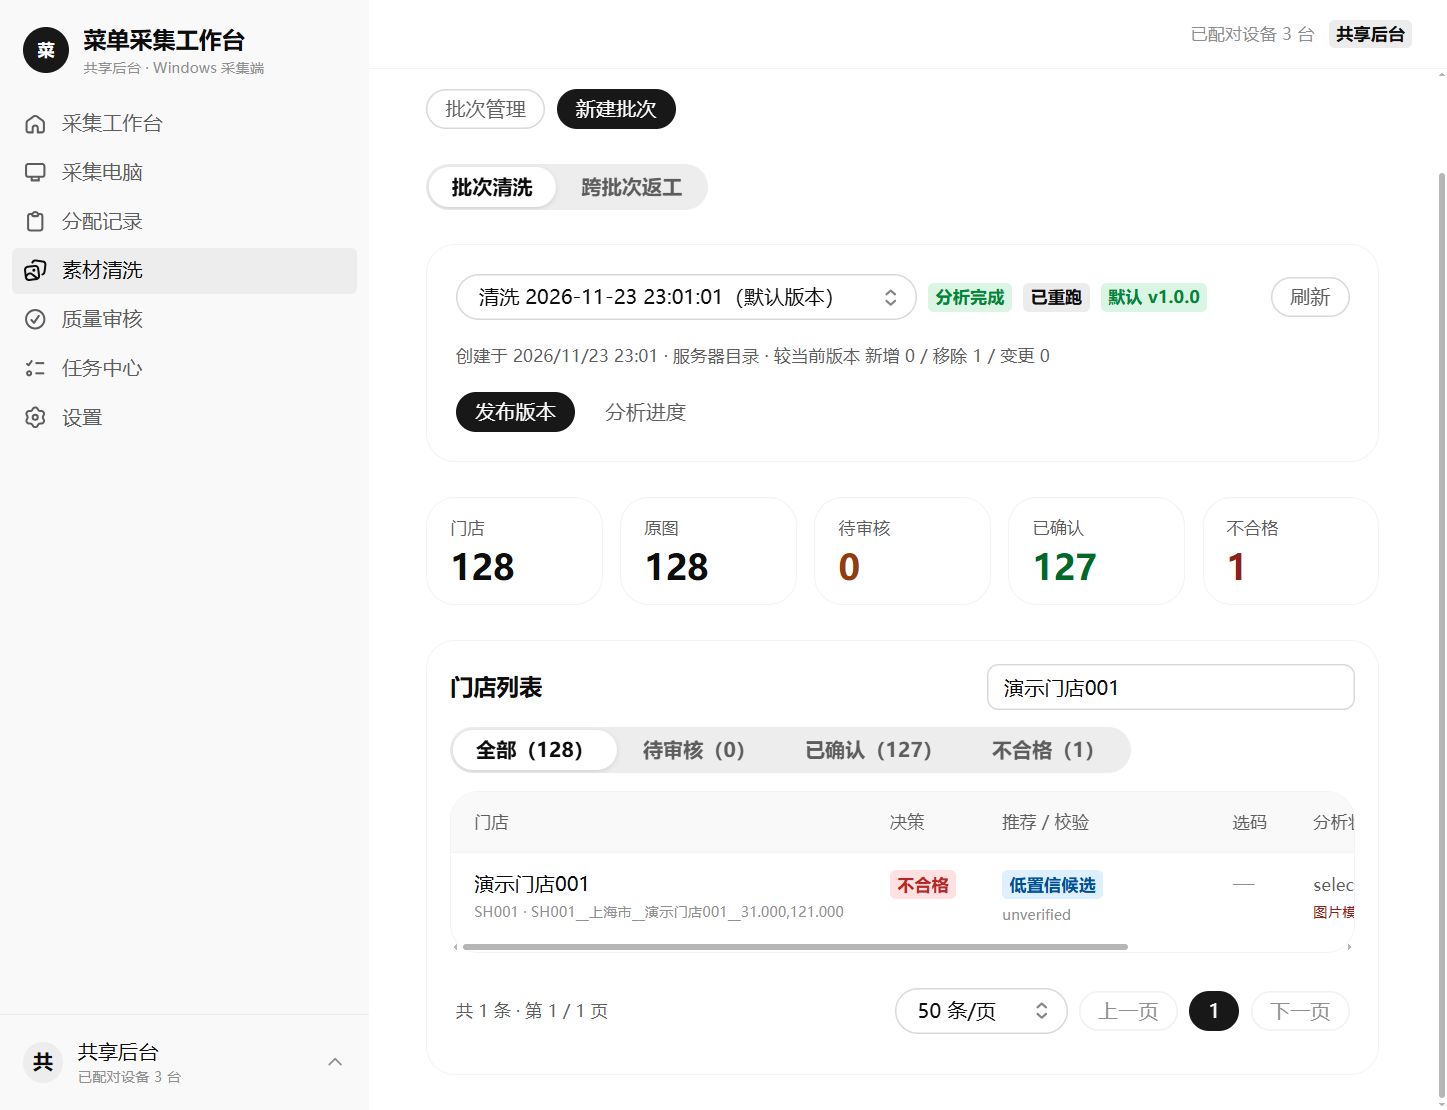 菜
菜单采集工作台
共享后台 · Windows 采集端
采集工作台
采集电脑
分配记录
素材清洗
质量审核
任务中心
设置
共
共享后台
已配对设备 3 台
已配对设备 3 台
共享后台
批次管理
新建批次
批次清洗
跨批次返工
清洗 2026-11-23 23:01:01（默认版本）
分析完成
已重跑
默认 v1.0.0
刷新
创建于 2026/11/23 23:01 · 服务器目录 · 较当前版本 新增 0 / 移除 1 / 变更 0
发布版本
分析进度
门店
128
原图
128
待审核
0
已确认
127
不合格
1
门店列表
演示门店001
全部（128）
待审核（0）
已确认（127）
不合格（1）
门店
决策
推荐 / 校验
选码
分析
演示门店001
不合格
低置信候选
—
selec
SH001 · SH001__上海市__演示门店001__31.000,121.000
unverified
图片模
共 1 条 · 第 1 / 1 页
50 条/页
上一页
1
下一页